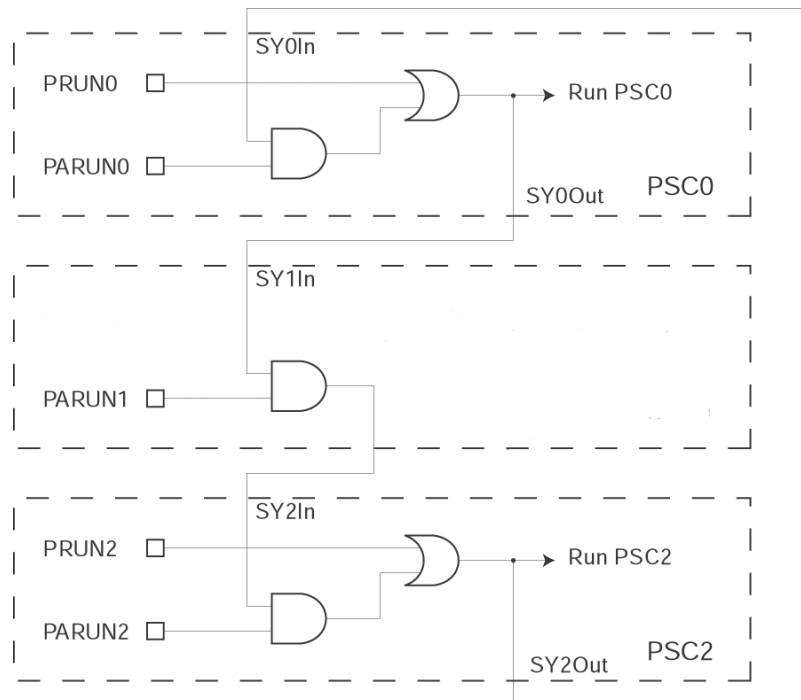 SY0In
PRUN0
Run PSC0
PARUN0
SY0Out
PSC0
SY1In
PARUN1
SY2In
PRUN2
Run PSC2
PARUN2
SY2Out
PSC2